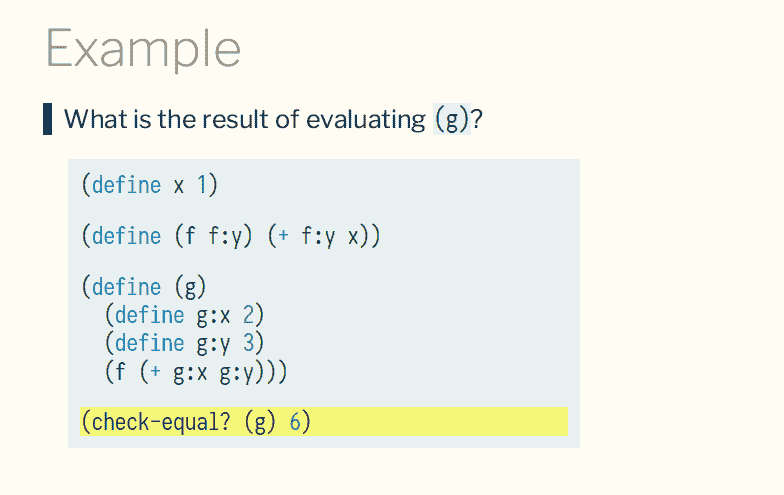 Example
What is the result of evaluating (g)?
(define x 1)
(define (f f:y) (+ f:y x))
(define (g)
(define g:x 2)
(define g:y 3)
(f (+ g:x g:y)))
(check-equal? (g) 6)